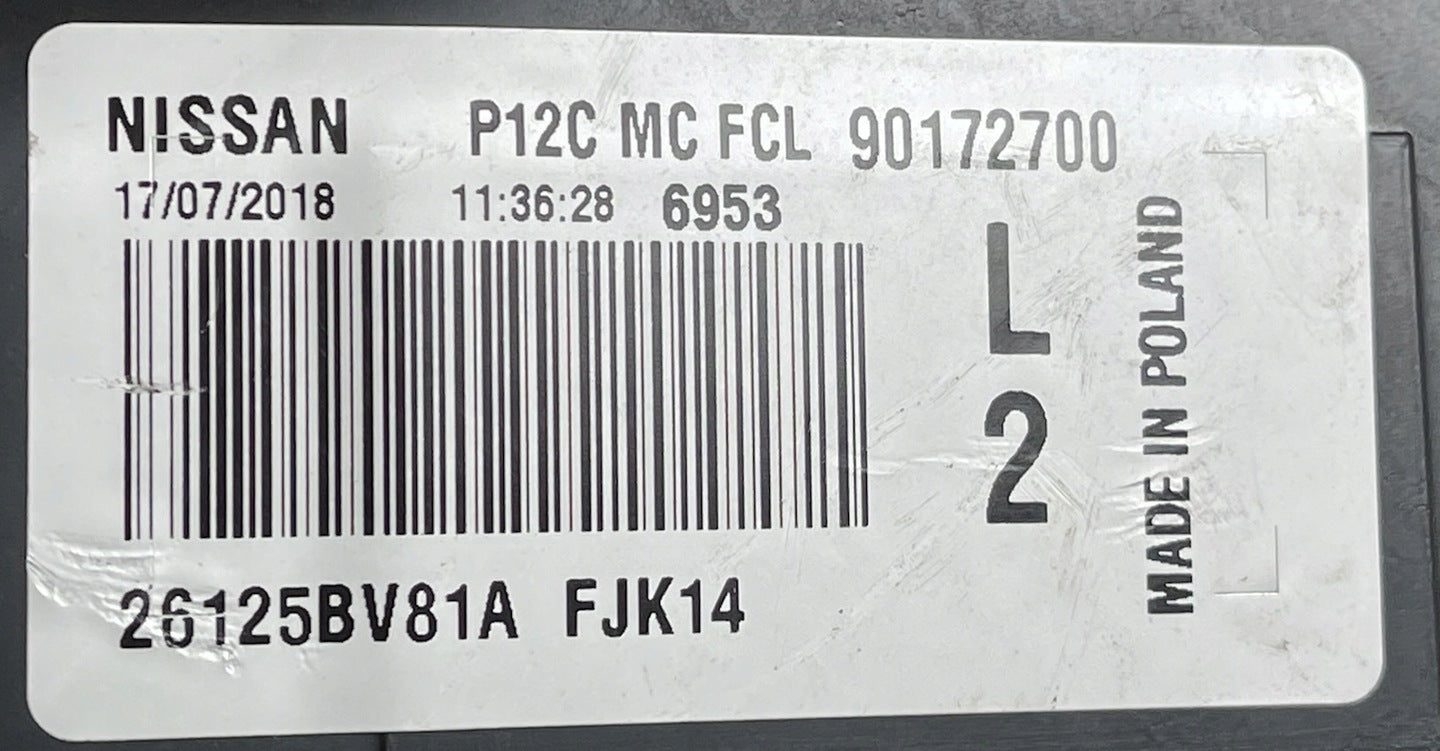 NISSAN P12C MC FCL 90172700
17/07/2018 11:36:28 6953
L
2
MADE IN POLAND
26125BV81A FJK14